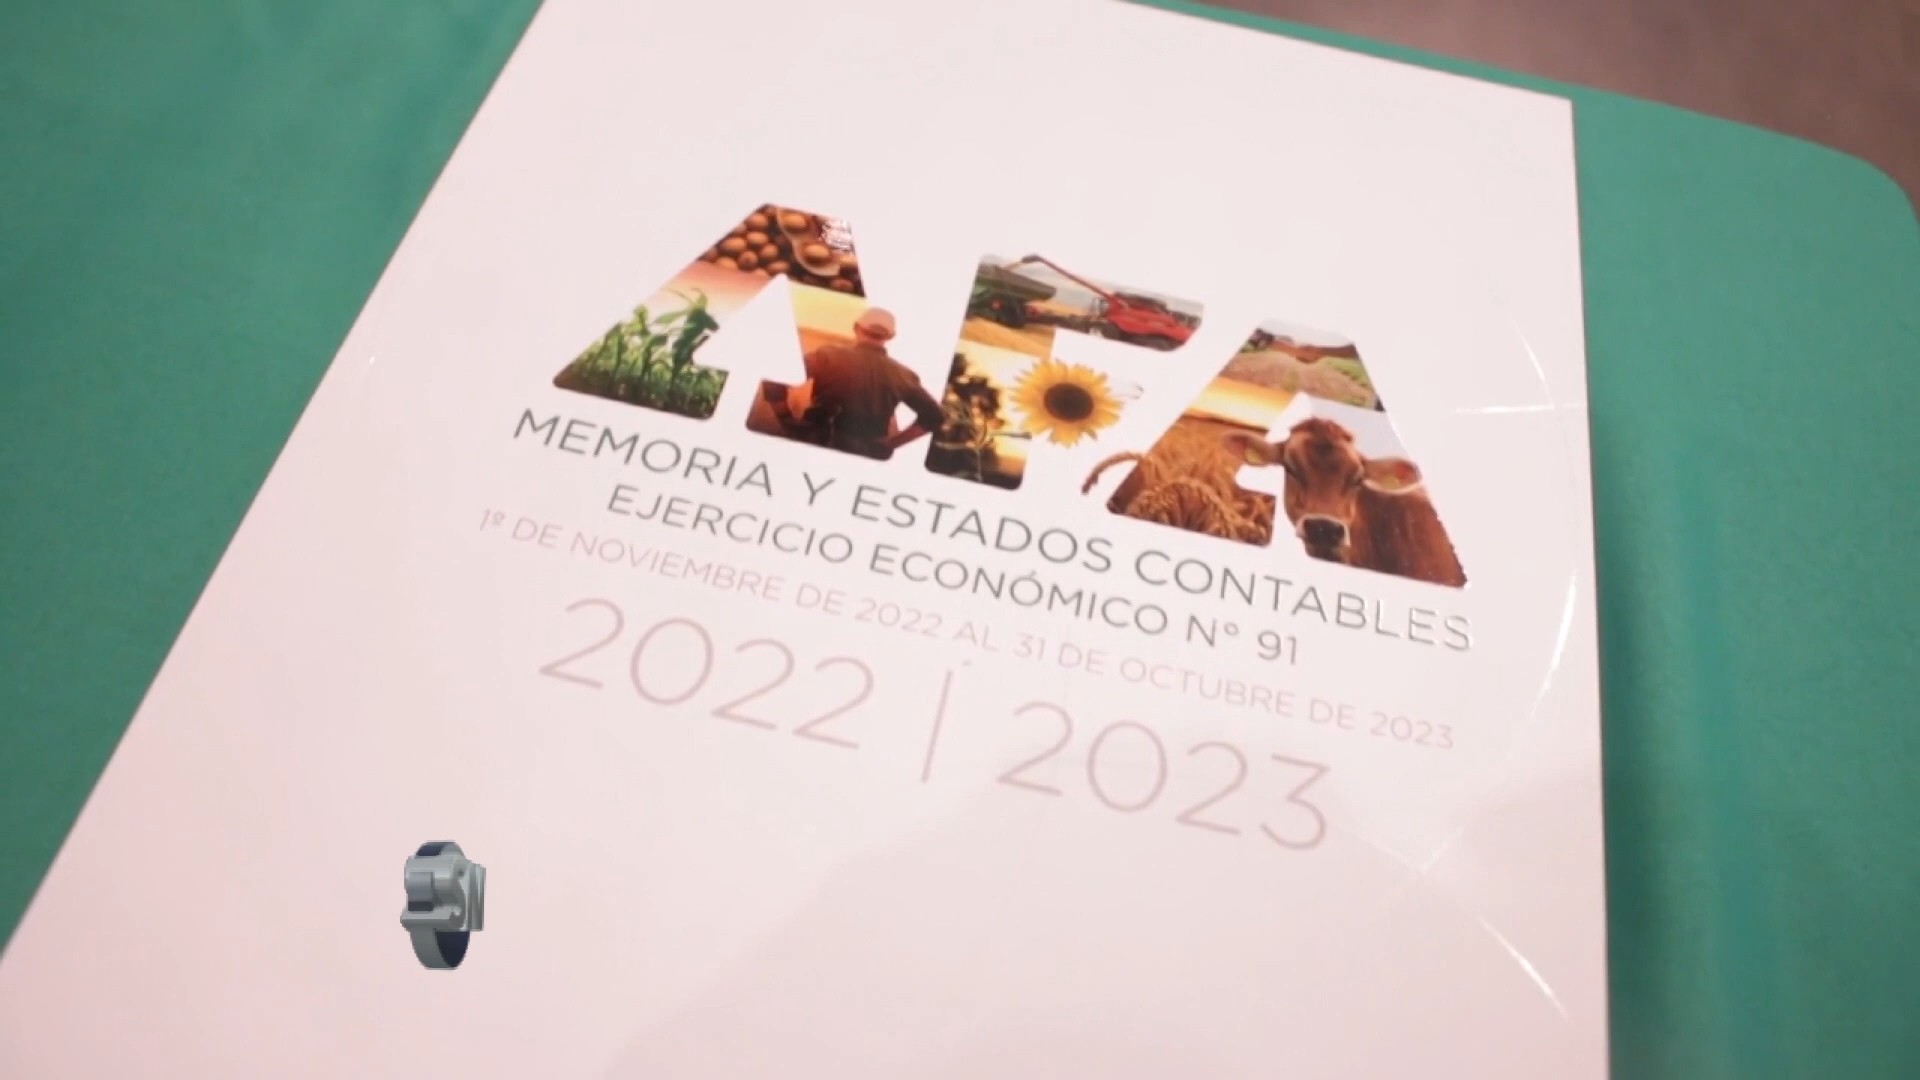 AFA
MEMORIA Y ESTADOS CONTABLES
EJERCICIO ECONÓMICO Nº 91
1º DE NOVIEMBRE DE 2022 AL 31 DE OCTUBRE DE 2023
2022 | 2023